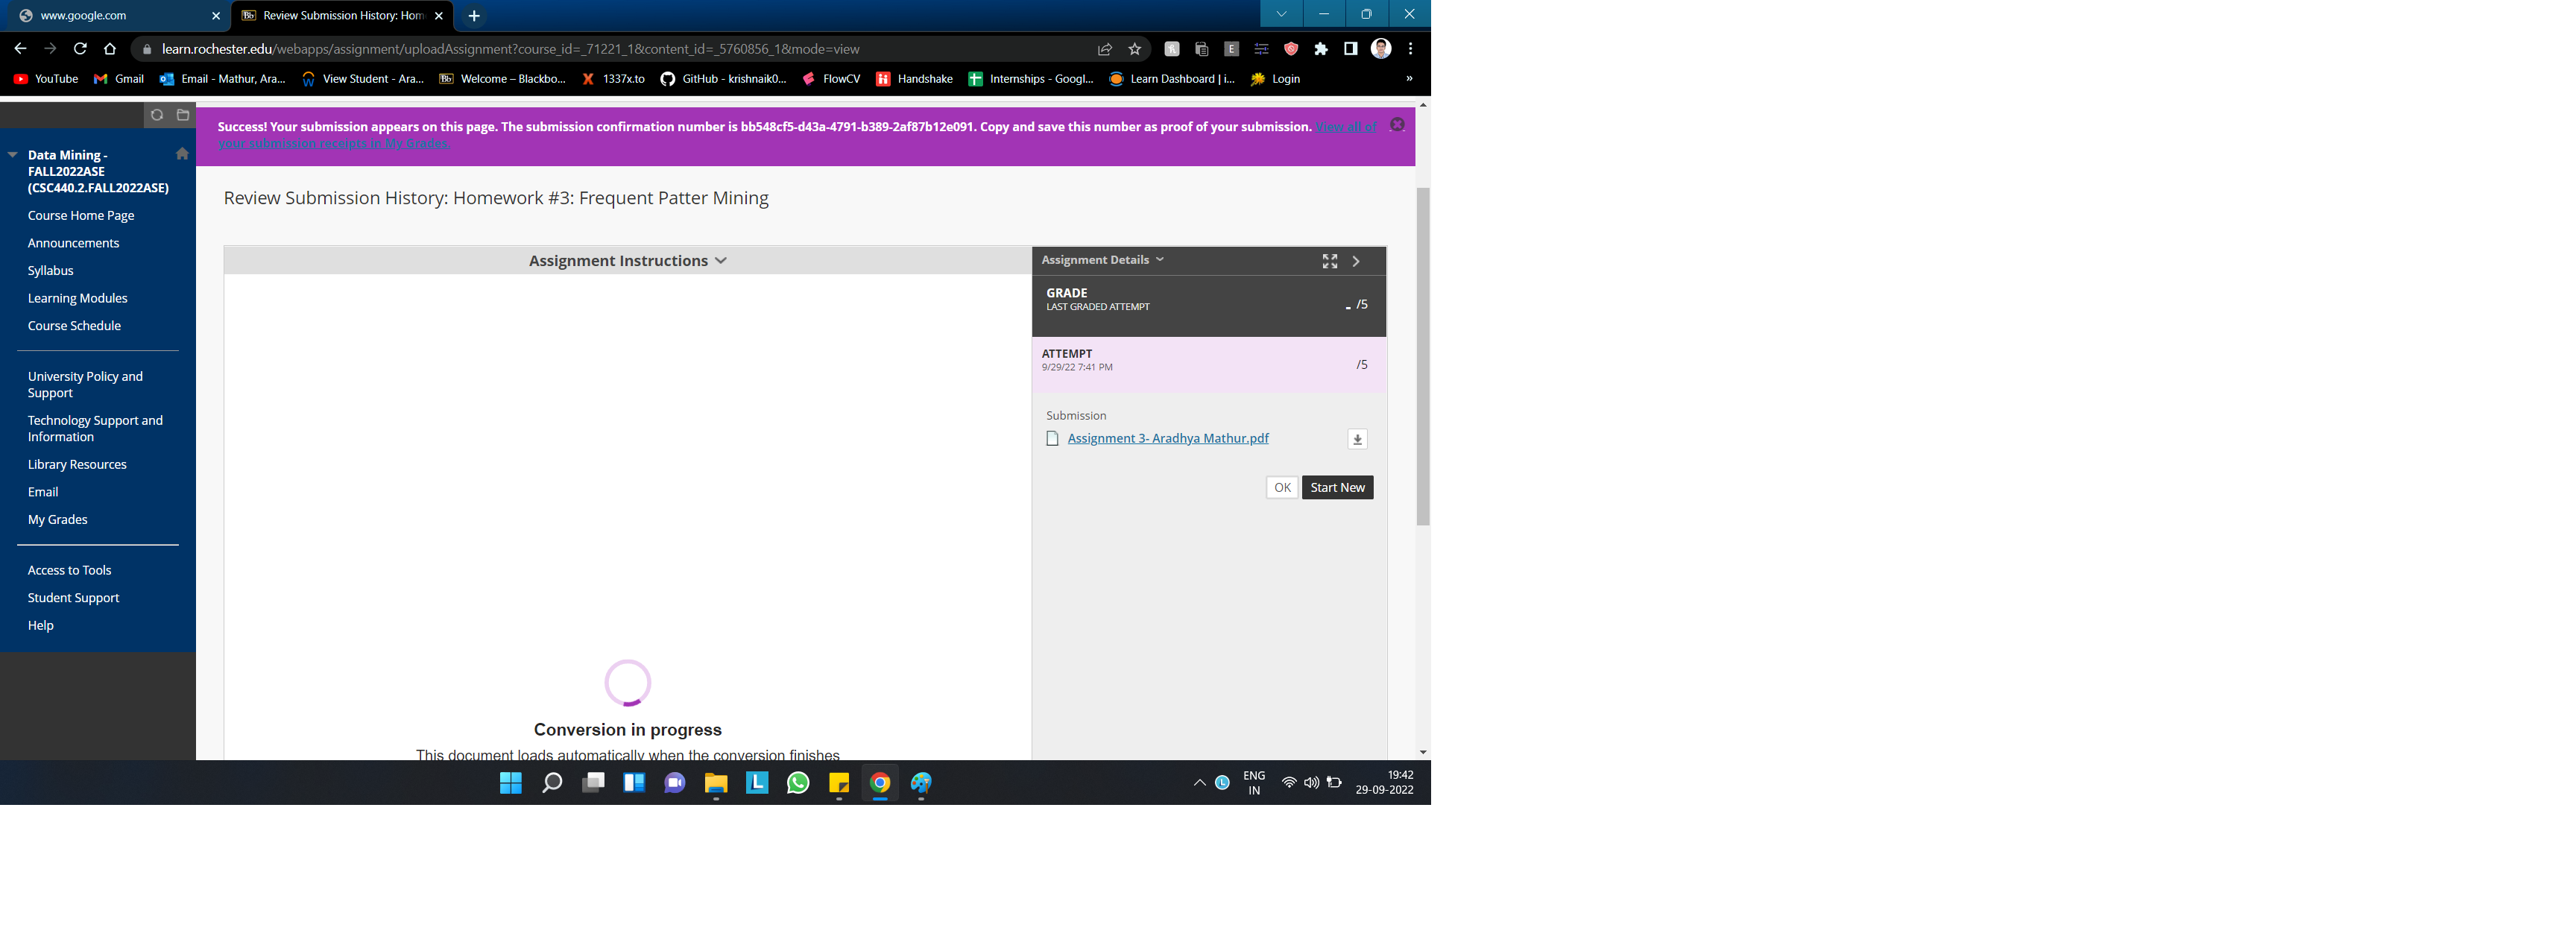 www.google.com
Review Submission History: Hom
learn.rochester.edu/webapps/assignment/uploadAssignment?course_id=_71221_1&content_id=_5760856_1&mode=view
YouTube
Gmail
Email - Mathur, Ara...
View Student - Ara...
Welcome – Blackbo...
1337x.to
GitHub - krishnaik0...
FlowCV
Handshake
Internships - Googl...
Learn Dashboard | i...
Login
»
Success! Your submission appears on this page. The submission confirmation number is bb548cf5-d43a-4791-b389-2af87b12e091. Copy and save this number as proof of your submission. View all of
your submission receipts in My Grades.
Data Mining -
FALL2022ASE
(CSC440.2.FALL2022ASE)
Course Home Page
Announcements
Syllabus
Learning Modules
Course Schedule
University Policy and
Support
Technology Support and
Information
Library Resources
Email
My Grades
Access to Tools
Student Support
Help
Review Submission History: Homework #3: Frequent Patter Mining
Assignment Instructions
Conversion in progress
This document loads automatically when the conversion finishes
Assignment Details
GRADE
LAST GRADED ATTEMPT
- /5
ATTEMPT
9/29/22 7:41 PM
/5
Submission
Assignment 3- Aradhya Mathur.pdf
OK
Start New
ENG
IN
19:42
29-09-2022